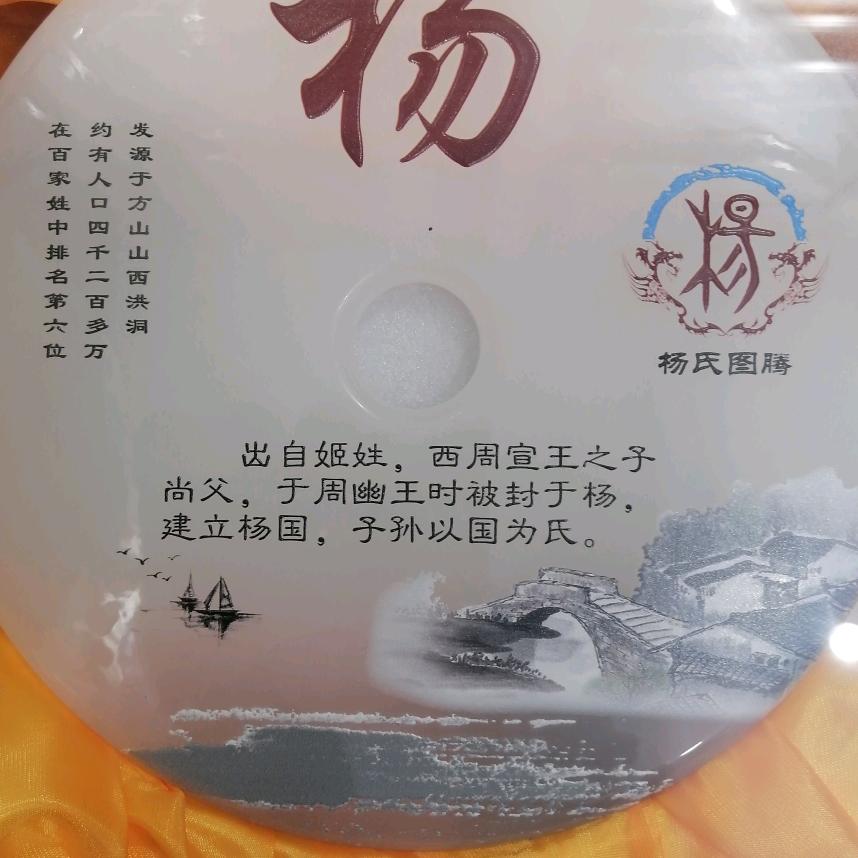 杨
发源于方山山西洪洞
约有人口四千二百多万
在百家姓中排名第六位
杨
杨氏图腾
出自姬姓，西周宣王之子
尚父，于周幽王时被封于杨，
建立杨国，子孙以国为氏。